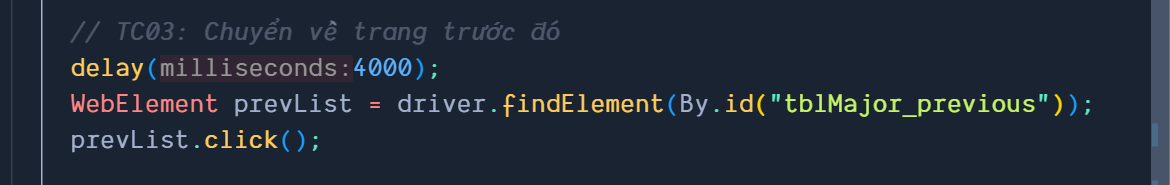 // TC03: Chuyển về trang trước đó
delay(milliseconds:4000);
WebElement prevList = driver.findElement(By.id("tblMajor_previous"));
prevList.click();